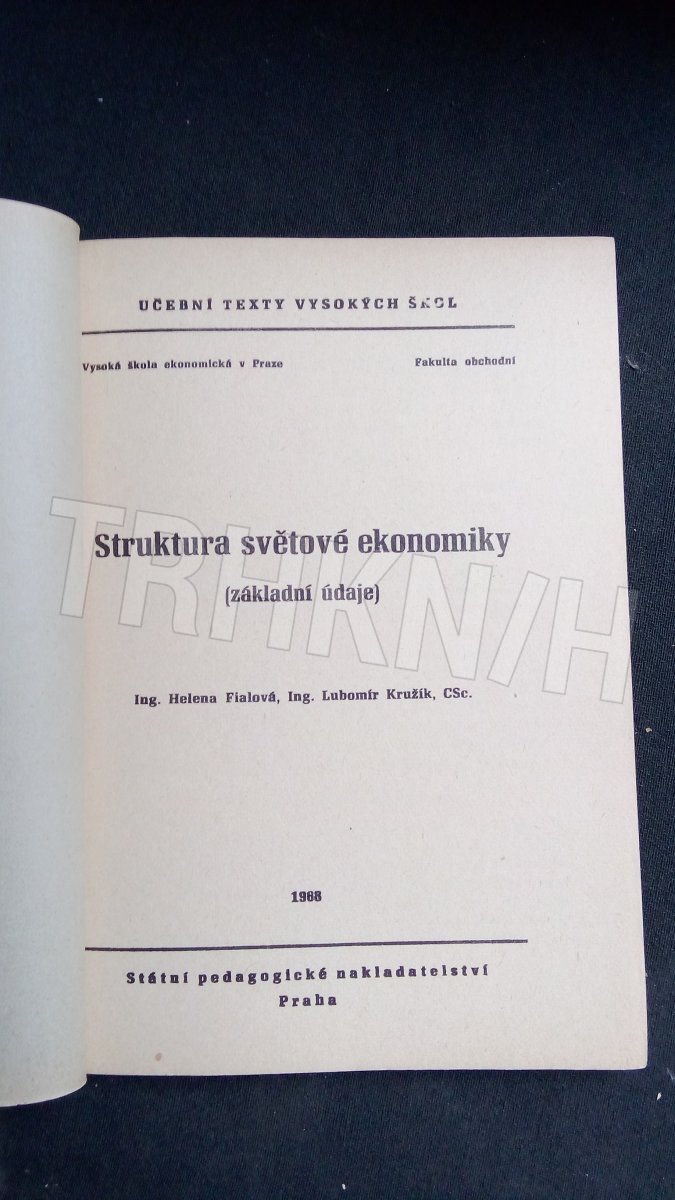 UČEBNÍ TEXTY VYSOKÝCH ŠKOL
Vysoká škola ekonomická v Praze Fakulta obchodní
Struktura světové ekonomiky
(základní údaje)
TRHKNIH
Ing. Helena Fialová, Ing. Lubomír Kružík, CSc.
1968
Státní pedagogické nakladatelství
Praha